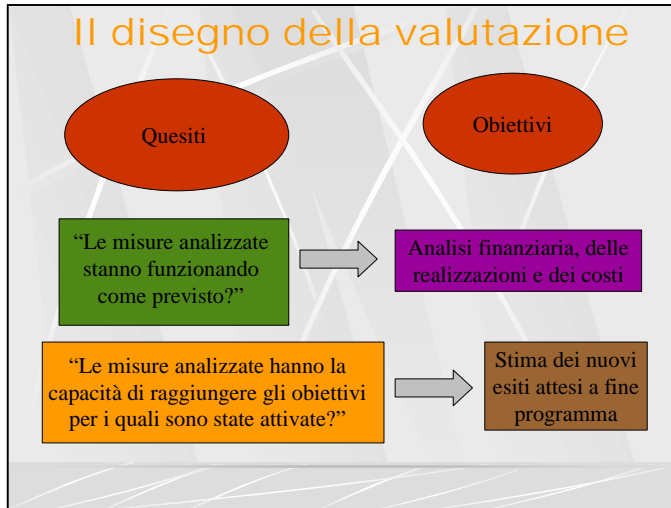 Il disegno della valutazione
Quesiti
Obiettivi
“Le misure analizzate
stanno funzionando
come previsto?”
Analisi finanziaria, delle
realizzazioni e dei costi
“Le misure analizzate hanno la
capacità di raggiungere gli obiettivi
per i quali sono state attivate?”
Stima dei nuovi
esiti attesi a fine
programma